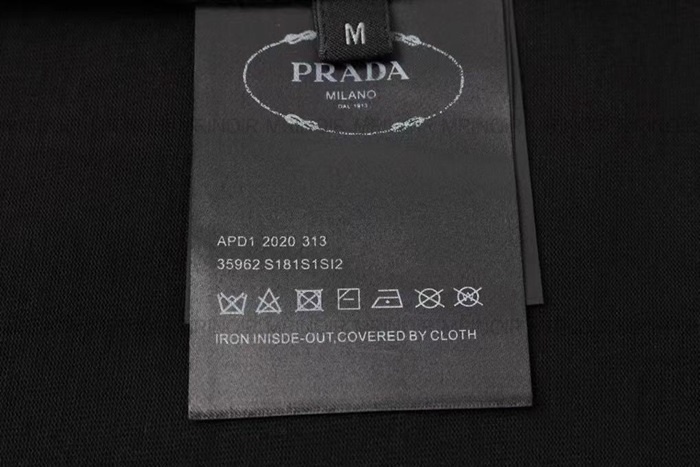 M
PRADA
MILANO
DAL 1913
APD1 2020 313
35962 S181S1SI2
IRON INISDE-OUT,COVERED BY CLOTH